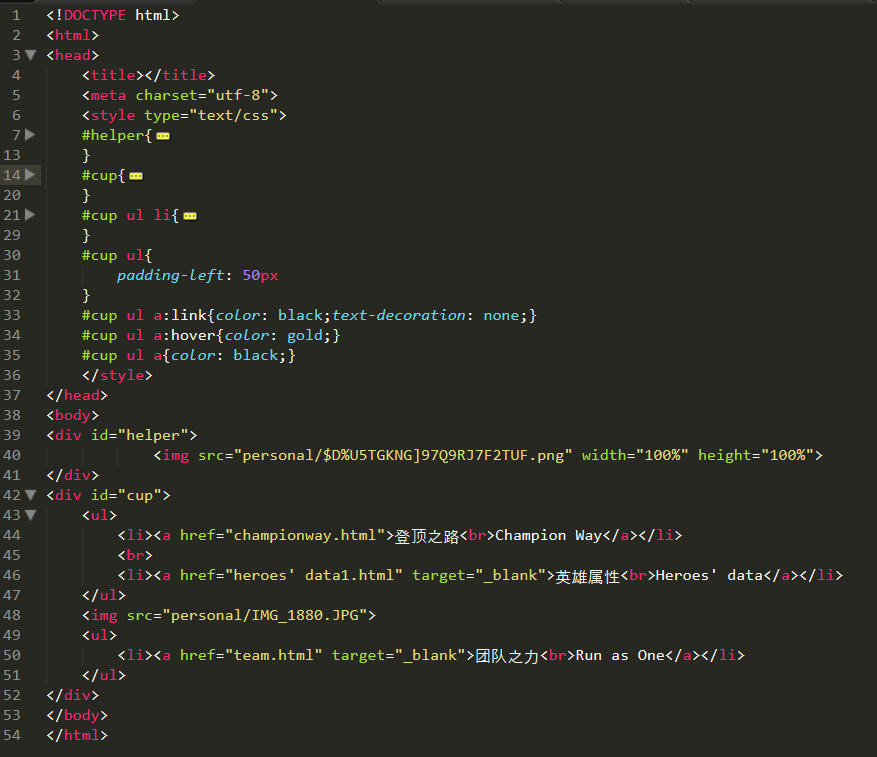 1 <!DOCTYPE html>
2 <html>
3 <head>
4 <title></title>
5 <meta charset="utf-8">
6 <style type="text/css">
7 #helper{
13 }
14 #cup{
20 }
21 #cup ul li{
29 }
30 #cup ul{
31 padding-left: 50px
32 }
33 #cup ul a:link{color: black;text-decoration: none;}
34 #cup ul a:hover{color: gold;}
35 #cup ul a{color: black;}
36 </style>
37 </head>
38 <body>
39 <div id="helper">
40 <img src="personal/$D%U5TGKNG]97Q9RJ7F2TUF.png" width="100%" height="100%">
41 </div>
42 <div id="cup">
43 <ul>
44 <li><a href="championway.html">登顶之路<br>Champion Way</a></li>
45 <br>
46 <li><a href="heroes' data1.html" target="_blank">英雄属性<br>Heroes' data</a></li>
47 </ul>
48 <img src="personal/IMG_1880.JPG">
49 <ul>
50 <li><a href="team.html" target="_blank">团队之力<br>Run as One</a></li>
51 </ul>
52 </div>
53 </body>
54 </html>